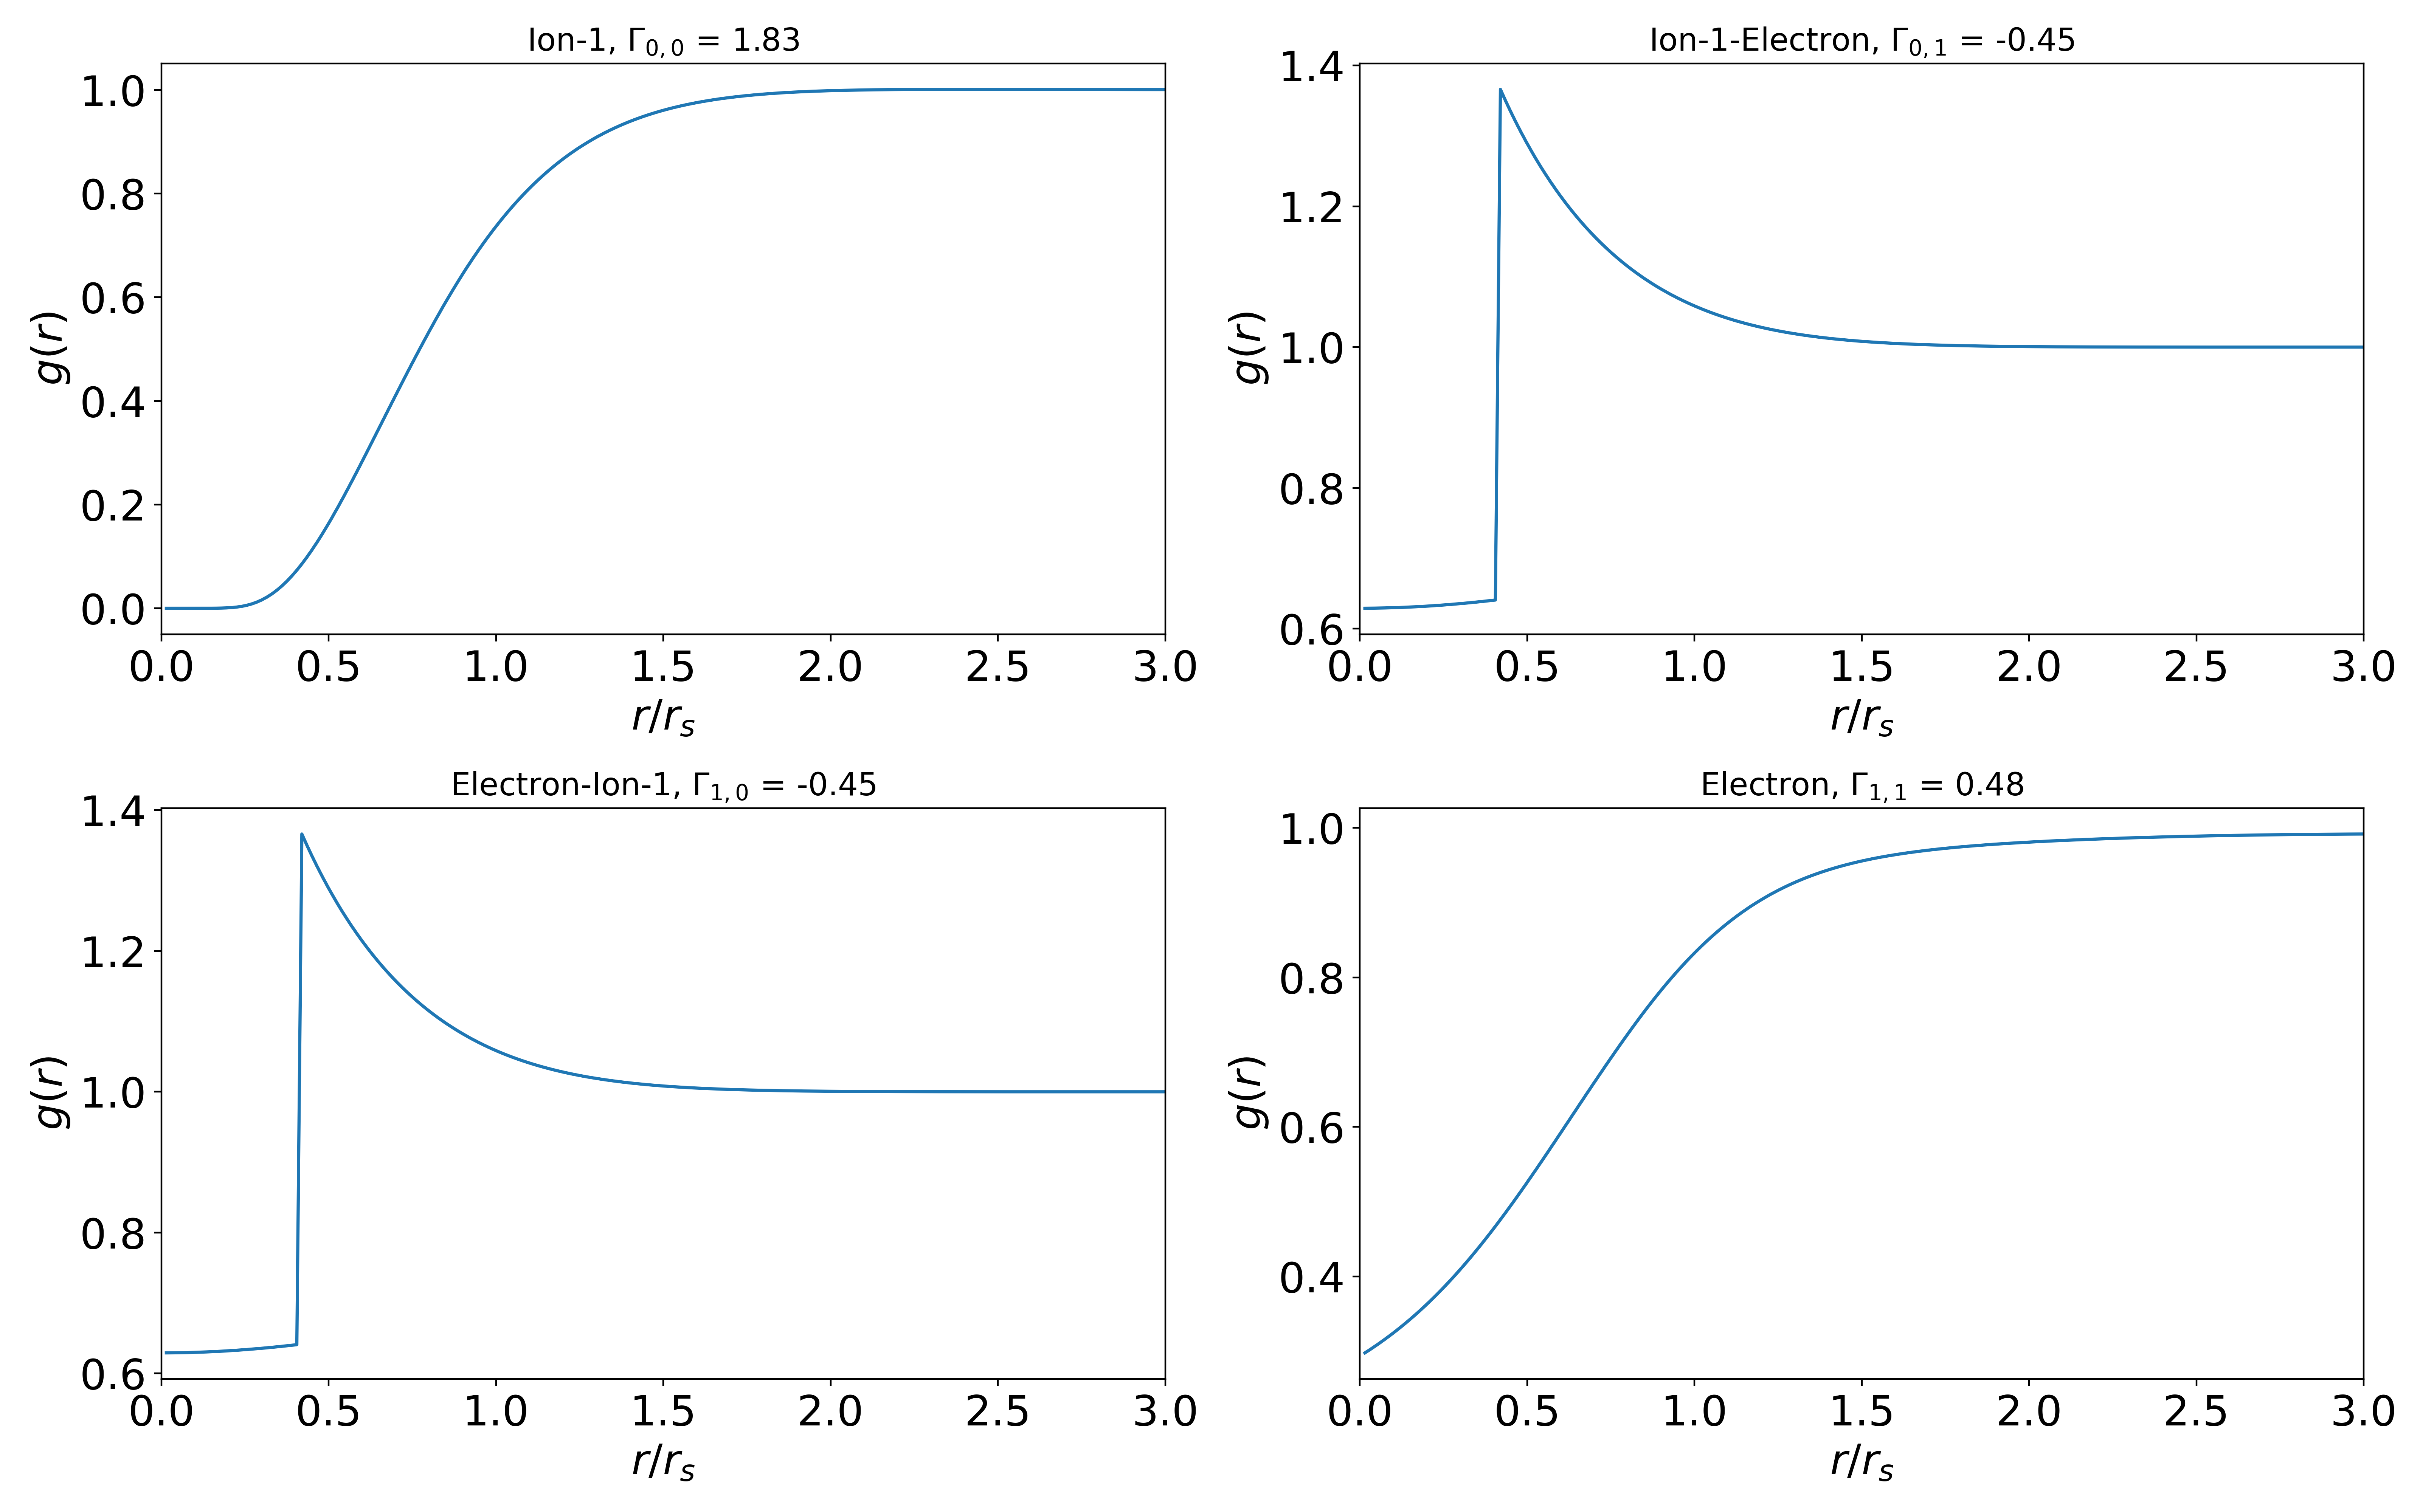 Ion-1, Γ0,0 = 1.83
1.0
0.8
0.6
0.4
0.2
0.0
g(r)
0.0 0.5 1.0 1.5 2.0 2.5 3.0
r/rs
Ion-1-Electron, Γ0,1 = -0.45
1.4
1.2
1.0
0.8
0.6
g(r)
0.0 0.5 1.0 1.5 2.0 2.5 3.0
r/rs
Electron-Ion-1, Γ1,0 = -0.45
1.4
1.2
1.0
0.8
0.6
g(r)
0.0 0.5 1.0 1.5 2.0 2.5 3.0
r/rs
Electron, Γ1,1 = 0.48
1.0
0.8
0.6
0.4
g(r)
0.0 0.5 1.0 1.5 2.0 2.5 3.0
r/rs